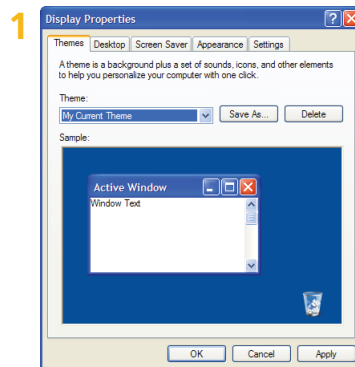 1
Display Properties
Themes Desktop Screen Saver Appearance Settings
A theme is a background plus a set of sounds, icons, and other elements
to help you personalize your computer with one click.
Theme:
My Current Theme Save As... Delete
Sample:
Active Window
Window Text
OK Cancel Apply